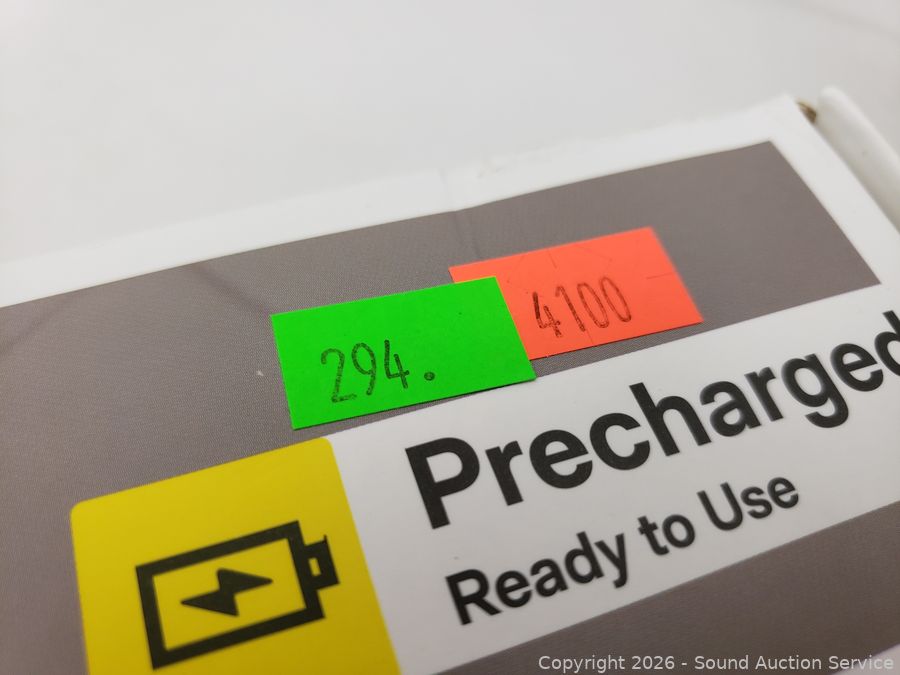 4100
294.
Precharged
Ready to Use
Copyright 2026 - Sound Auction Service